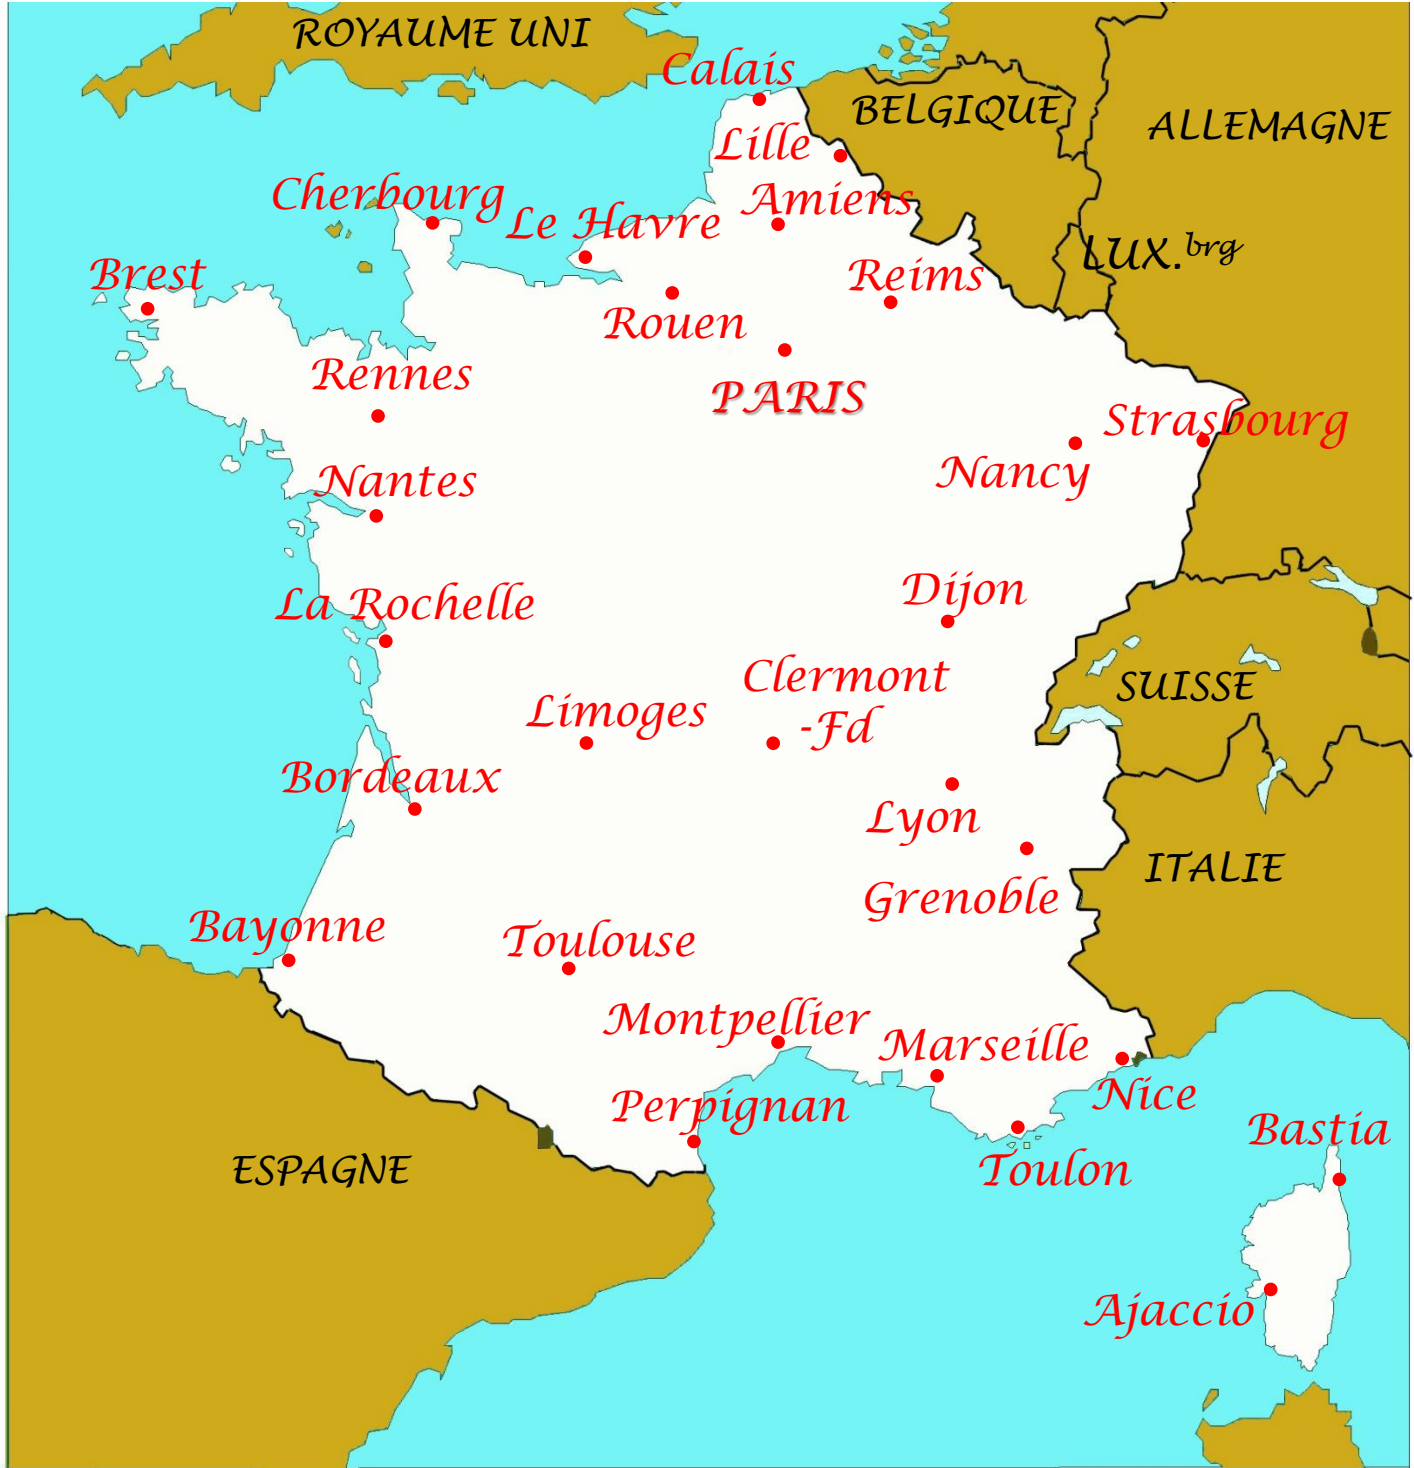 ROYAUME UNI
Calais
BELGIQUE
ALLEMAGNE
Lille
Cherbourg
Amiens
Le Havre
LUX.brg
Brest
Reims
Rouen
Rennes
PARIS
Strasbourg
Nancy
Nantes
Dijon
La Rochelle
Clermont
-Fd
SUISSE
Limoges
Bordeaux
Lyon
ITALIE
Grenoble
Bayonne
Toulouse
Montpellier
Marseille
Nice
Perpignan
Bastia
ESPAGNE
Toulon
Ajaccio